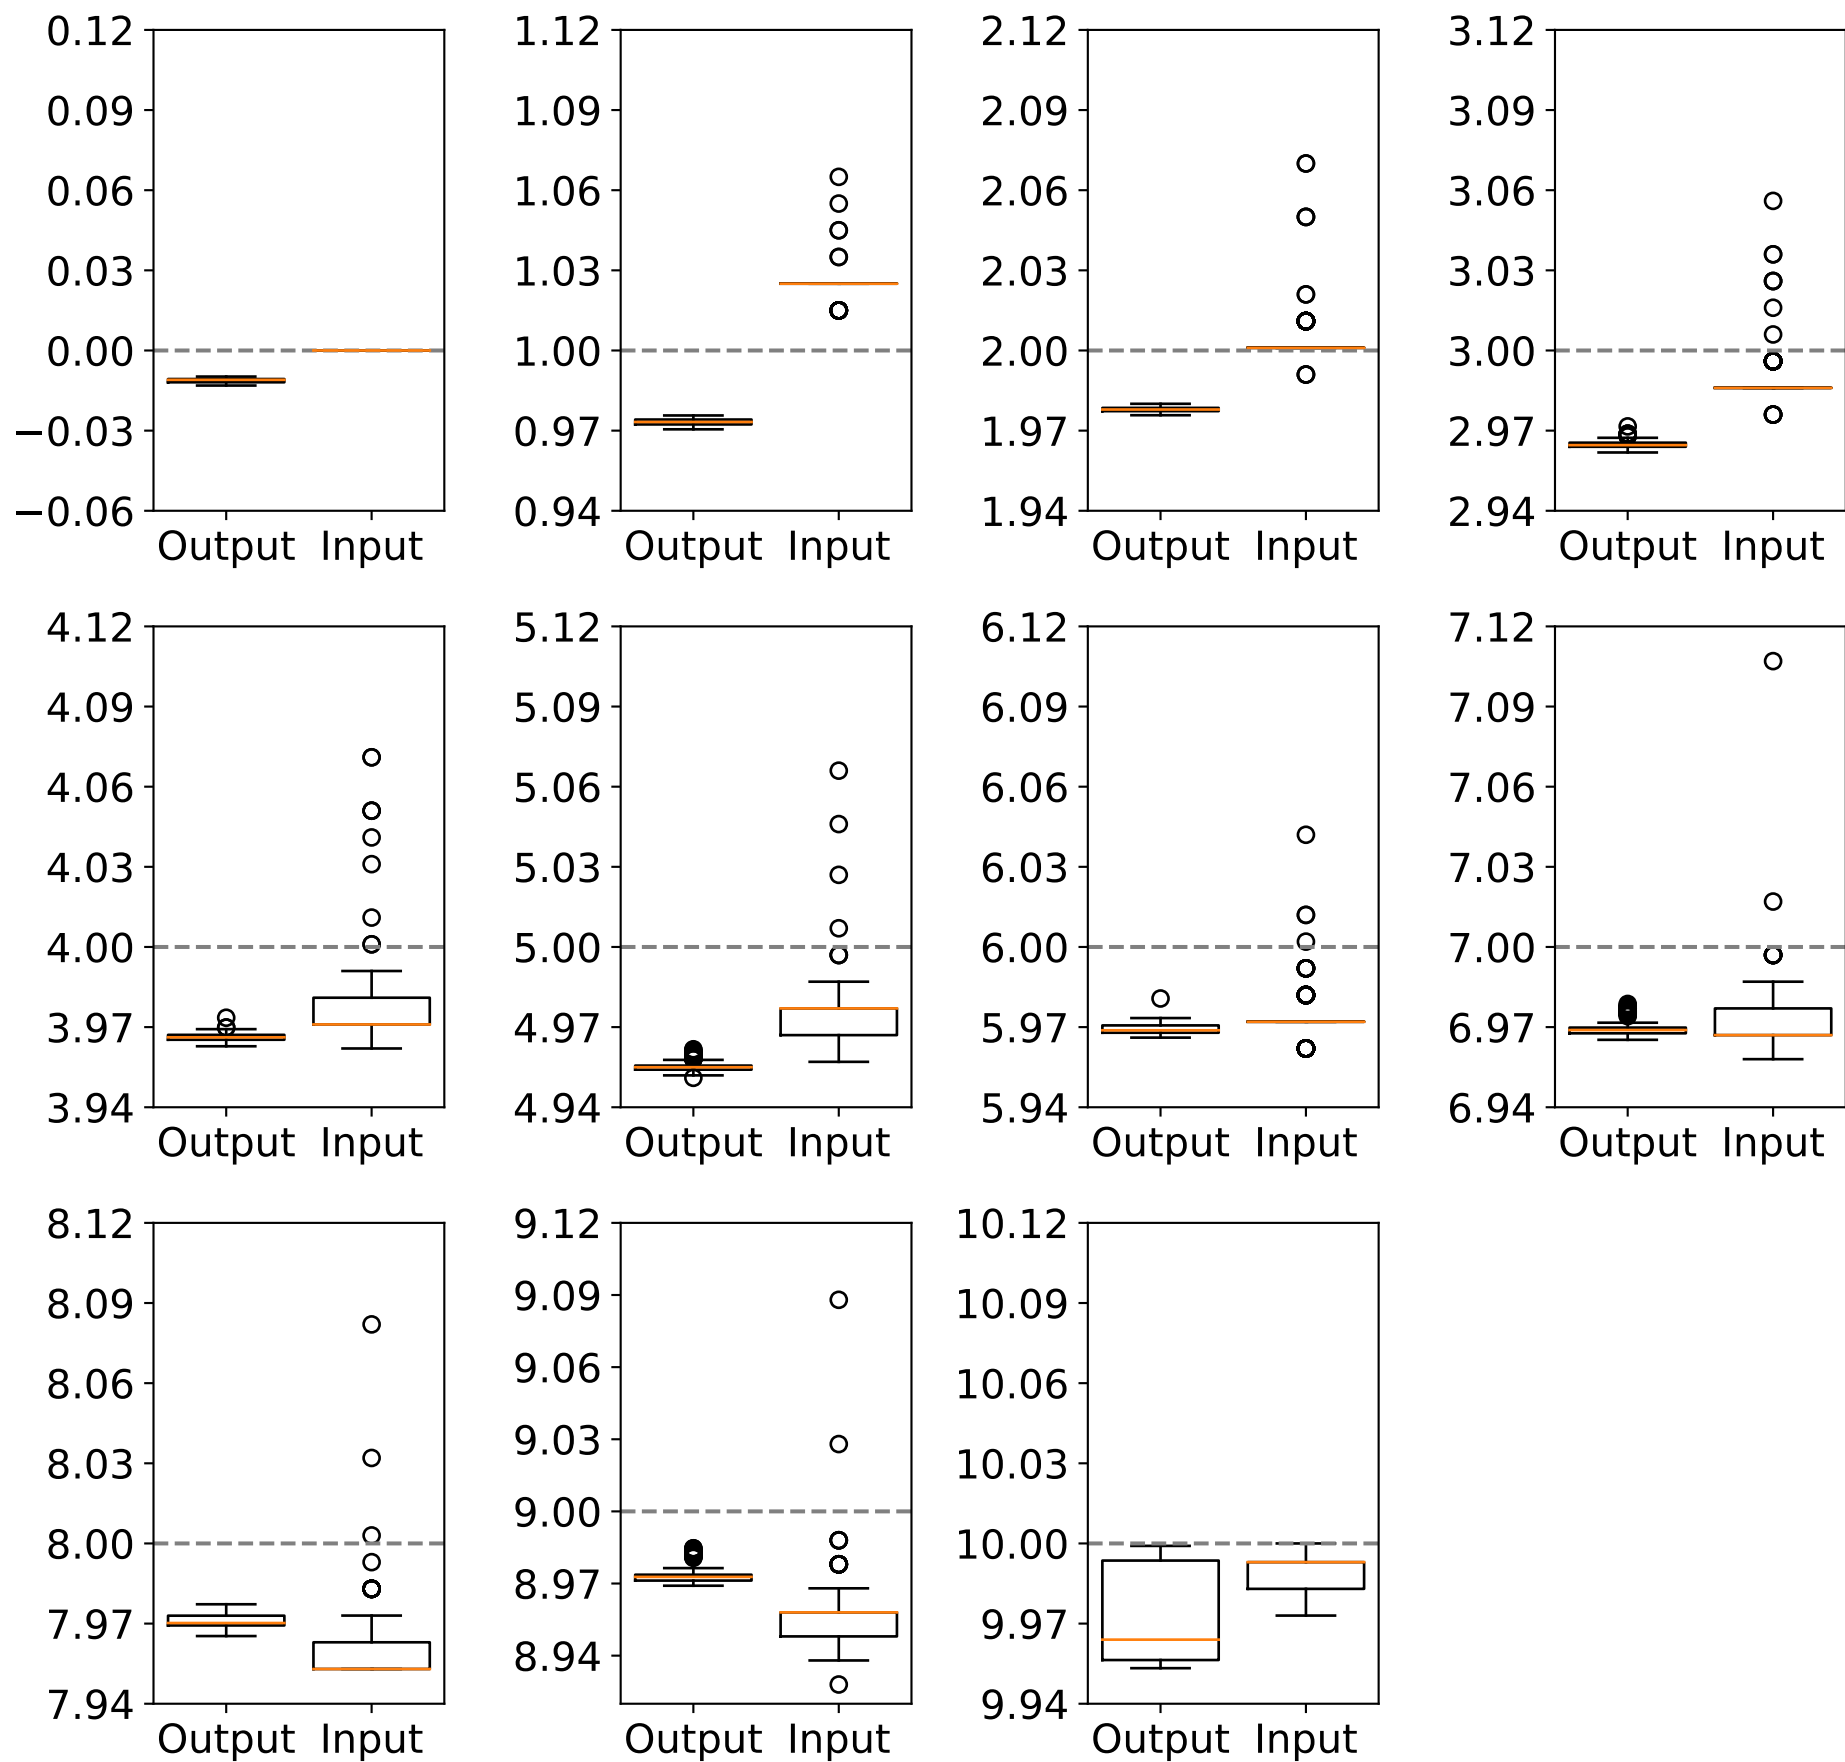 0.12 1.12 2.12 3.12
0.09 1.09 2.09 3.09
0.06 1.06 2.06 3.06
0.03 1.03 2.03 3.03
0.00 1.00 2.00 3.00
−0.03 0.97 1.97 2.97
−0.06 0.94 1.94 2.94
Output Input Output Input Output Input Output Input
4.12 5.12 6.12 7.12
4.09 5.09 6.09 7.09
4.06 5.06 6.06 7.06
4.03 5.03 6.03 7.03
4.00 5.00 6.00 7.00
3.97 4.97 5.97 6.97
3.94 4.94 5.94 6.94
Output Input Output Input Output Input Output Input
8.12 9.12 10.12
8.09 9.09 10.09
8.06 9.06 10.06
8.03 9.03 10.03
8.00 9.00 10.00
7.97 8.97 9.97
7.94 8.94 9.94
Output Input Output Input Output Input